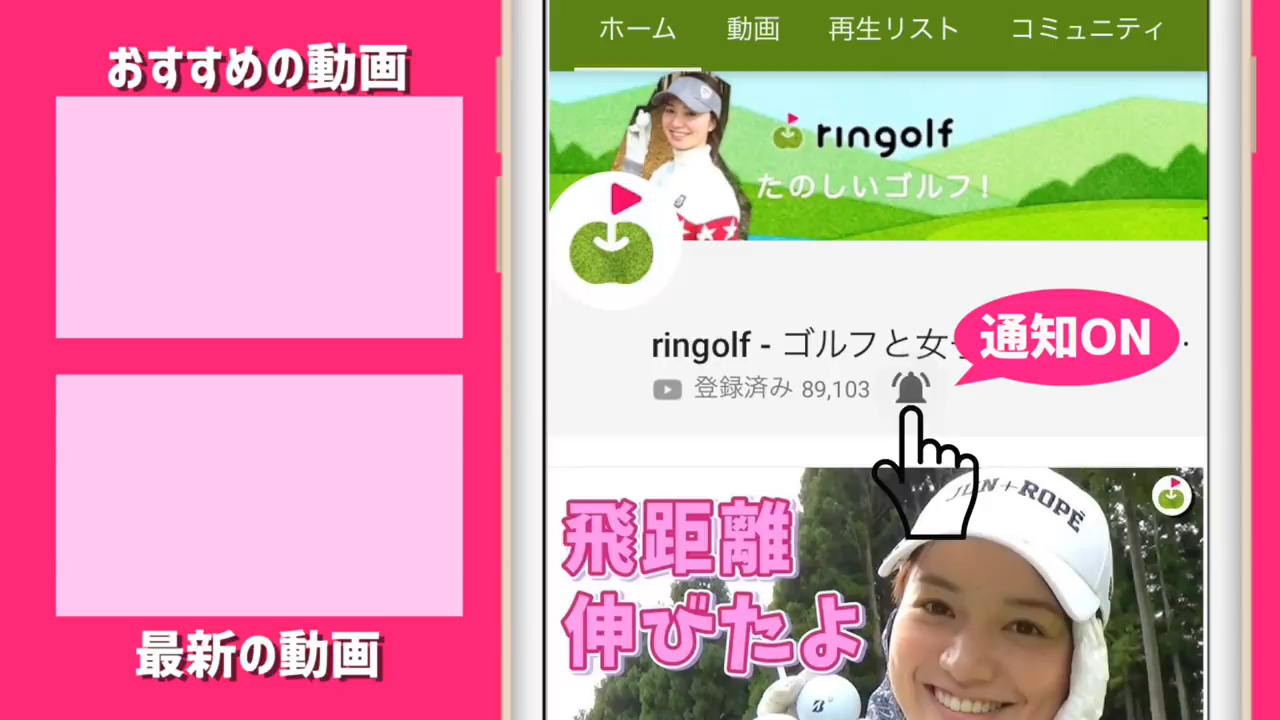 おすすめの動画
最新の動画
ホーム 動画 再生リスト コミュニティ
ringolf
たのしいゴルフ!
ringolf - ゴルフと女
通知ON
登録済み 89,103
JUN+ROPÉ
飛距離
伸びたよ
B